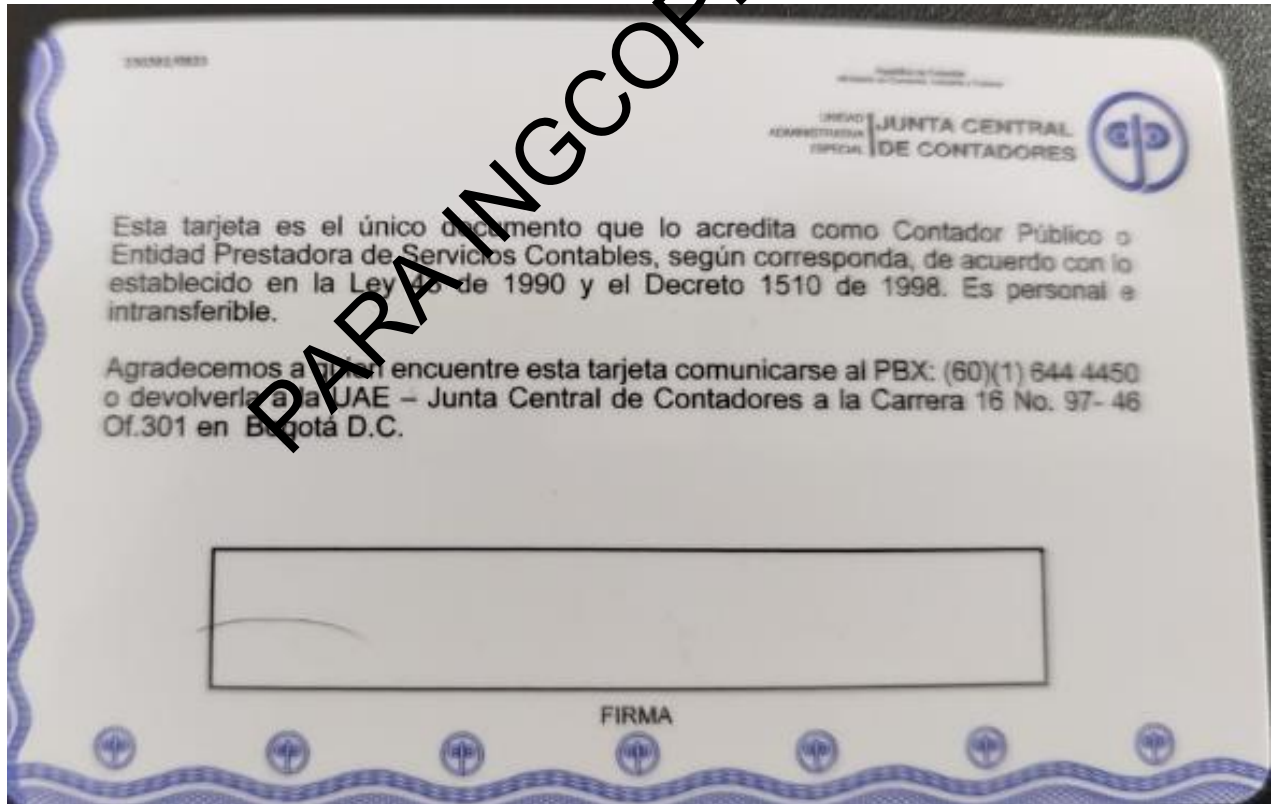 UNIDAD
ADMINISTRATIVA
ESPECIAL
JUNTA CENTRAL
DE CONTADORES
Esta tarjeta es el único documento que lo acredita como Contador Público o
Entidad Prestadora de Servicios Contables, según corresponda, de acuerdo con lo
establecido en la Ley 43 de 1990 y el Decreto 1510 de 1998. Es personal e
intransferible.
Agradecemos a quien encuentre esta tarjeta comunicarse al PBX: (60)(1) 644 4450
o devolverla a la UAE – Junta Central de Contadores a la Carrera 16 No. 97- 46
Of.301 en Bogotá D.C.
FIRMA
PARA INGCOP